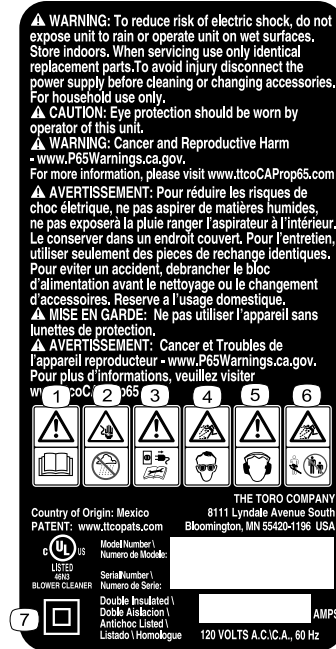 ⚠ WARNING: To reduce risk of electric shock, do not
expose unit to rain or operate unit on wet surfaces.
Store indoors. When servicing use only identical
replacement parts.To avoid injury disconnect the
power supply before cleaning or changing accessories.
For household use only.
⚠ CAUTION: Eye protection should be worn by
operator of this unit.
⚠ WARNING: Cancer and Reproductive Harm
- www.P65Warnings.ca.gov.
For more information, please visit www.ttcoCAProp65.com
⚠ AVERTISSEMENT: Pour réduire les risques de
choc életrique, ne pas aspirer de matières humides,
ne pas exposerà la pluie ranger l'aspirateur à l'intérieur.
Le conserver dans un endroit couvert. Pour l'entretien,
utiliser seulement des pieces de rechange identiques.
Pour eviter un accident, debrancher le bloc
d'alimentation avant le nettoyage ou le changement
d'accessoires. Reserve a l'usage domestique.
⚠ MISE EN GARDE: Ne pas utiliser l'appareil sans
lunettes de protection.
⚠ AVERTISSEMENT: Cancer et Troubles de
l'appareil reproducteur - www.P65Warnings.ca.gov.
Pour plus d'informations, veuillez visiter
1 2 3 4 5 6
THE TORO COMPANY
Country of Origin: Mexico 8111 Lyndale Avenue South
PATENT: www.ttcopats.com Bloomington, MN 55420-1196 USA
c UL US
LISTED
46N3
BLOWER CLEANER
Model Number \
Numero de Modele:
Serial Number \
Numero de Serie:
7
Double Insulated \
Doble Aislacion \
Antichoc Listed \
Listado \ Homologue
AMPS
120 VOLTS A.C.\C.A., 60 Hz